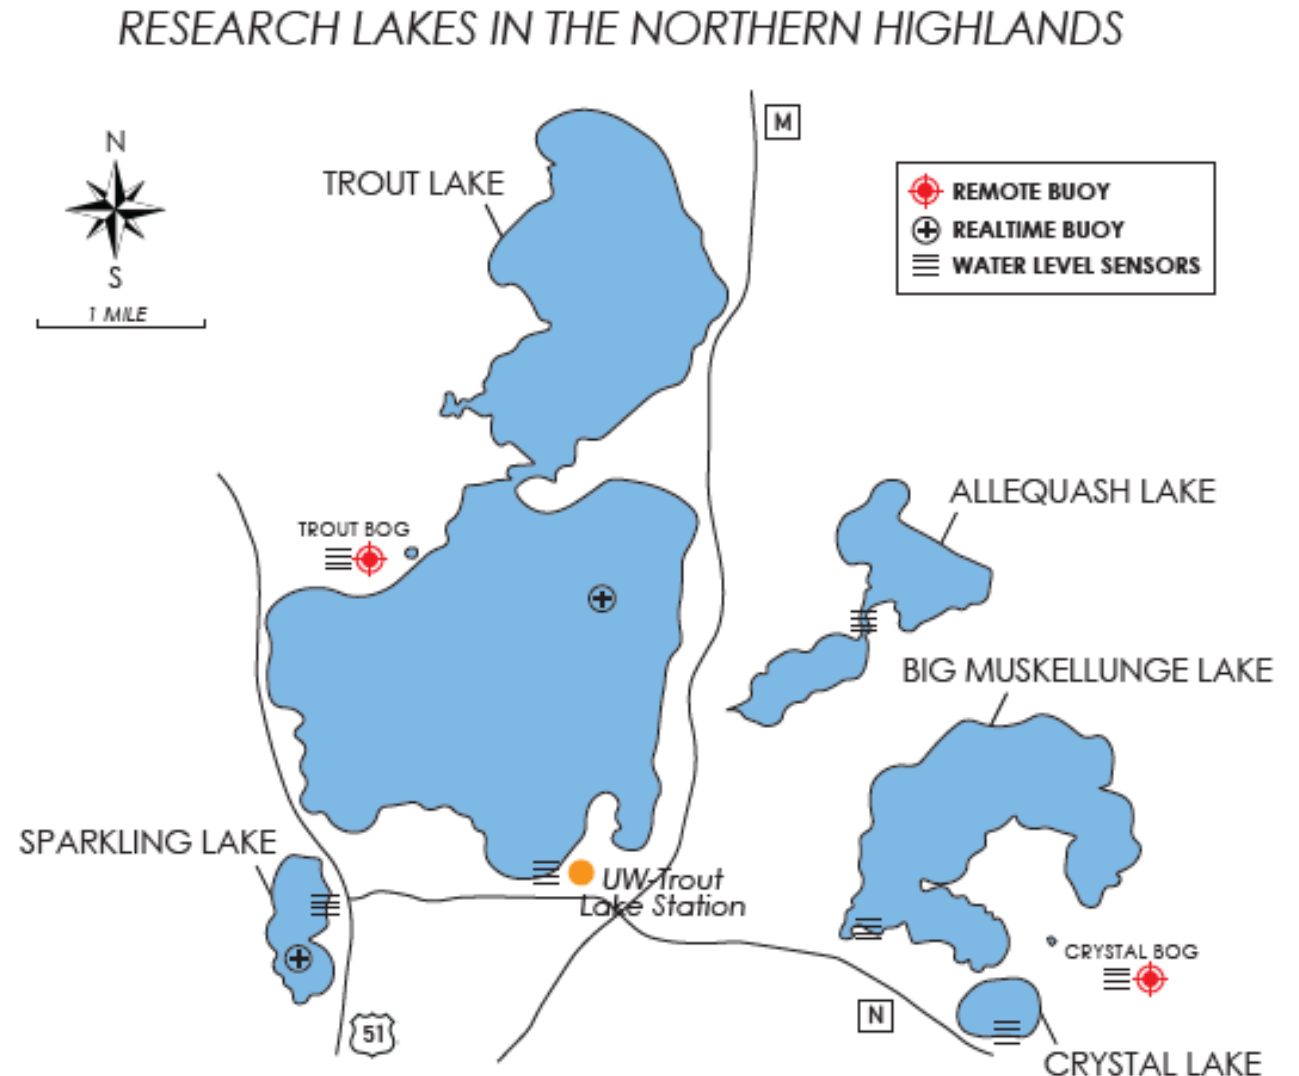 RESEARCH LAKES IN THE NORTHERN HIGHLANDS
M
N
TROUT LAKE
REMOTE BUOY
REALTIME BUOY
WATER LEVEL SENSORS
S
1 MILE
ALLEQUASH LAKE
TROUT BOG
BIG MUSKELLUNGE LAKE
SPARKLING LAKE
UW-Trout
Lake Station
CRYSTAL BOG
N
51
CRYSTAL LAKE